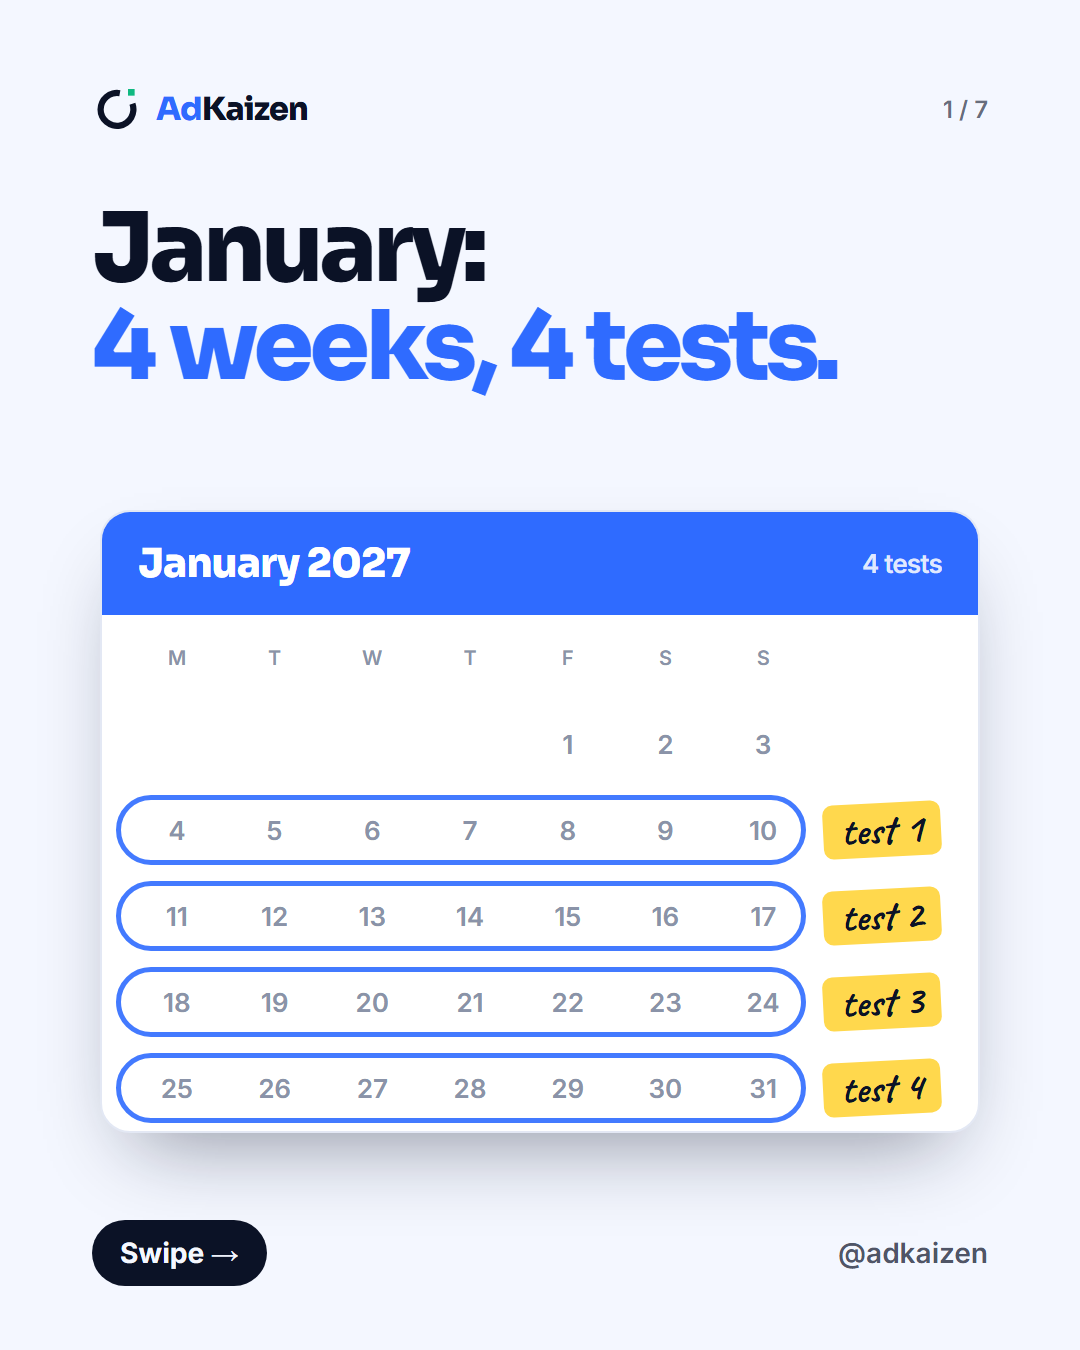 AdKaizen
1 / 7
January:
4 weeks, 4 tests.
January 2027
4 tests
M T W T F S S
1 2 3
4 5 6 7 8 9 10 test 1
11 12 13 14 15 16 17 test 2
18 19 20 21 22 23 24 test 3
25 26 27 28 29 30 31 test 4
Swipe →
@adkaizen